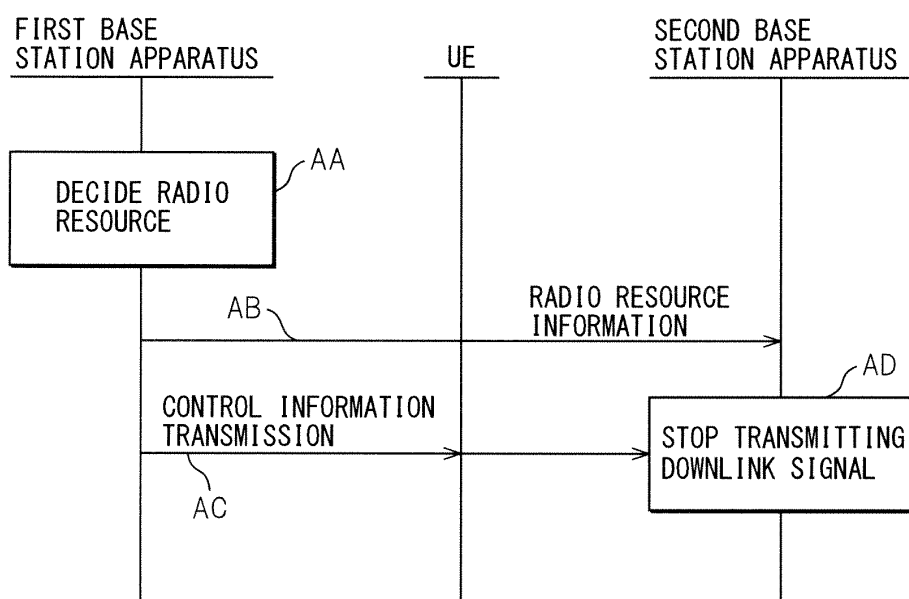 FIRST BASE
STATION APPARATUS
UE
SECOND BASE
STATION APPARATUS
DECIDE RADIO
RESOURCE
AA
AB
RADIO RESOURCE
INFORMATION
AD
CONTROL INFORMATION
TRANSMISSION
STOP TRANSMITTING
DOWNLINK SIGNAL
AC